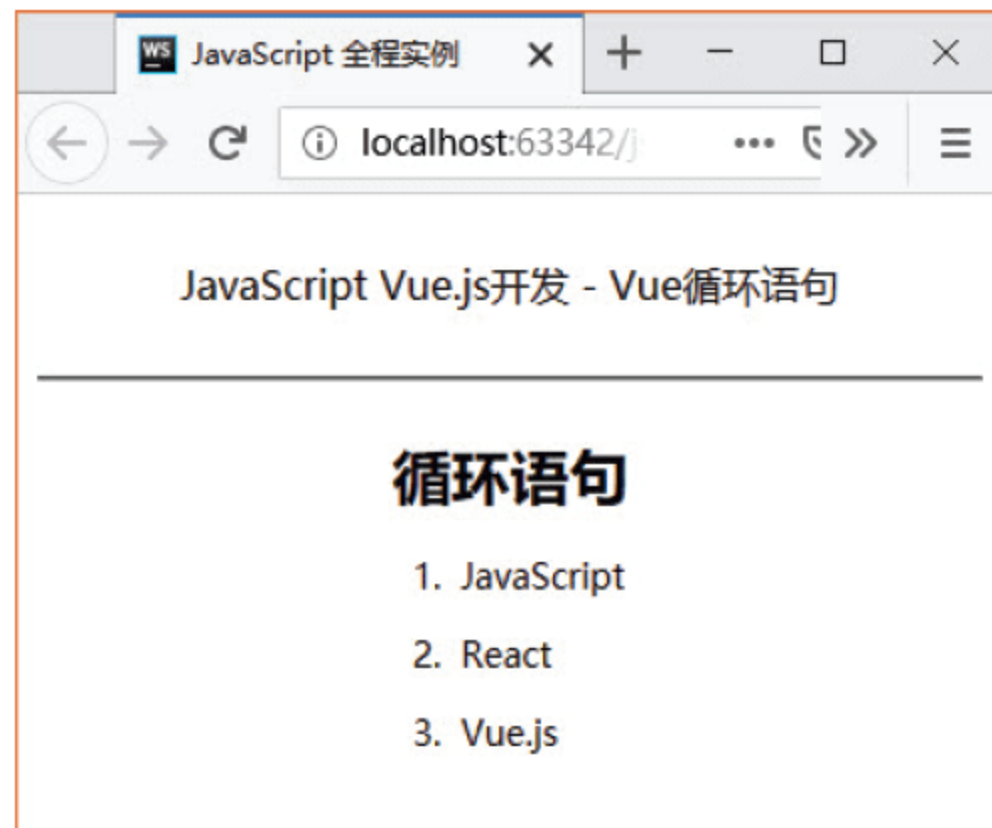 WS JavaScript 全程实例
localhost:63342/j
JavaScript Vue.js开发 - Vue循环语句
循环语句
1. JavaScript
2. React
3. Vue.js